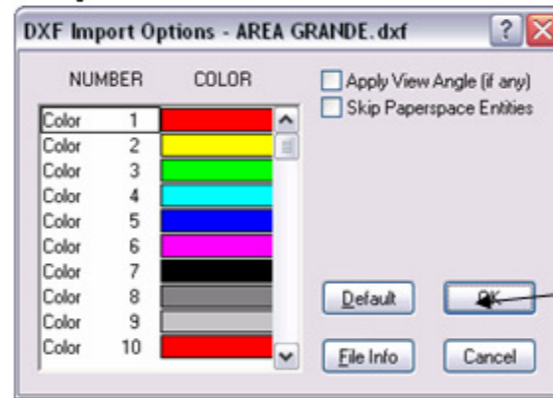 DXF Import Options - AREA GRANDE.dxf
NUMBER COLOR
Color 1
Color 2
Color 3
Color 4
Color 5
Color 6
Color 7
Color 8
Color 9
Color 10
Apply View Angle (if any)
Skip Paperspace Entities
Default OK
File Info Cancel